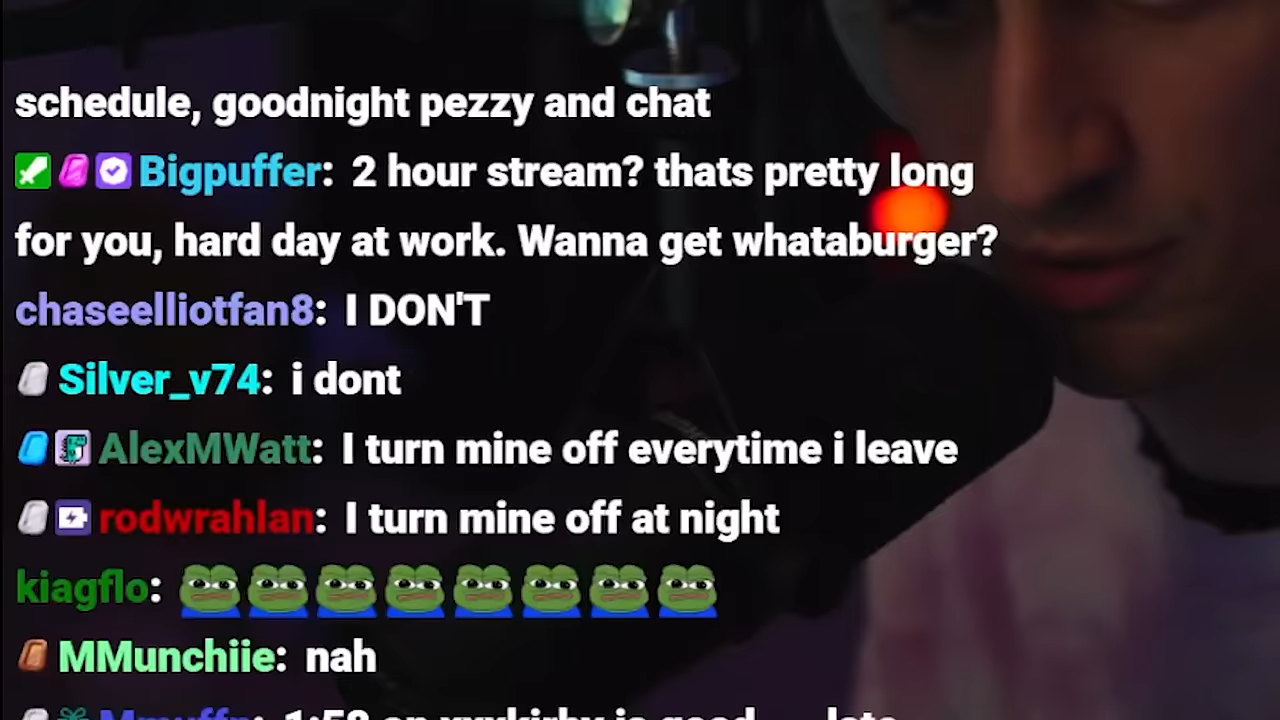 schedule, goodnight pezzy and chat
Bigpuffer: 2 hour stream? thats pretty long
for you, hard day at work. Wanna get whataburger?
chaseelliotfan8: I DON'T
Silver_v74: i dont
AlexMWatt: I turn mine off everytime i leave
rodwrahlan: I turn mine off at night
kiagflo:
MMunchiie: nah